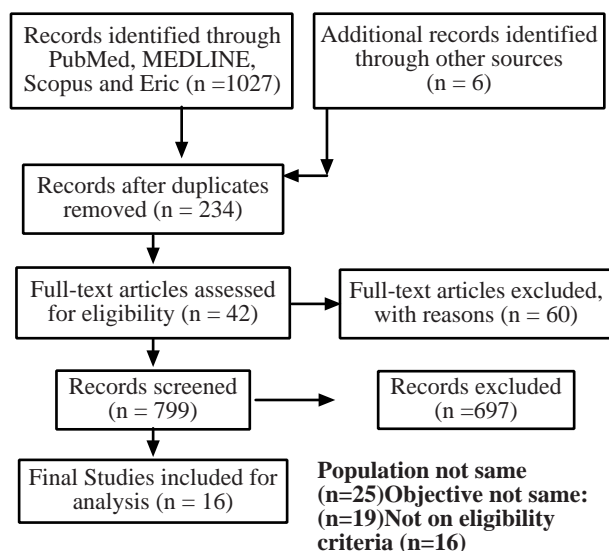 Records identified through
PubMed, MEDLINE,
Scopus and Eric (n =1027)
Additional records identified
through other sources
(n = 6)
Records after duplicates
removed (n = 234)
Full-text articles assessed
for eligibility (n = 42)
Full-text articles excluded,
with reasons (n = 60)
Records screened
(n = 799)
Records excluded
(n =697)
Final Studies included for
analysis (n = 16)
Population not same
(n=25)Objective not same:
(n=19)Not on eligibility
criteria (n=16)